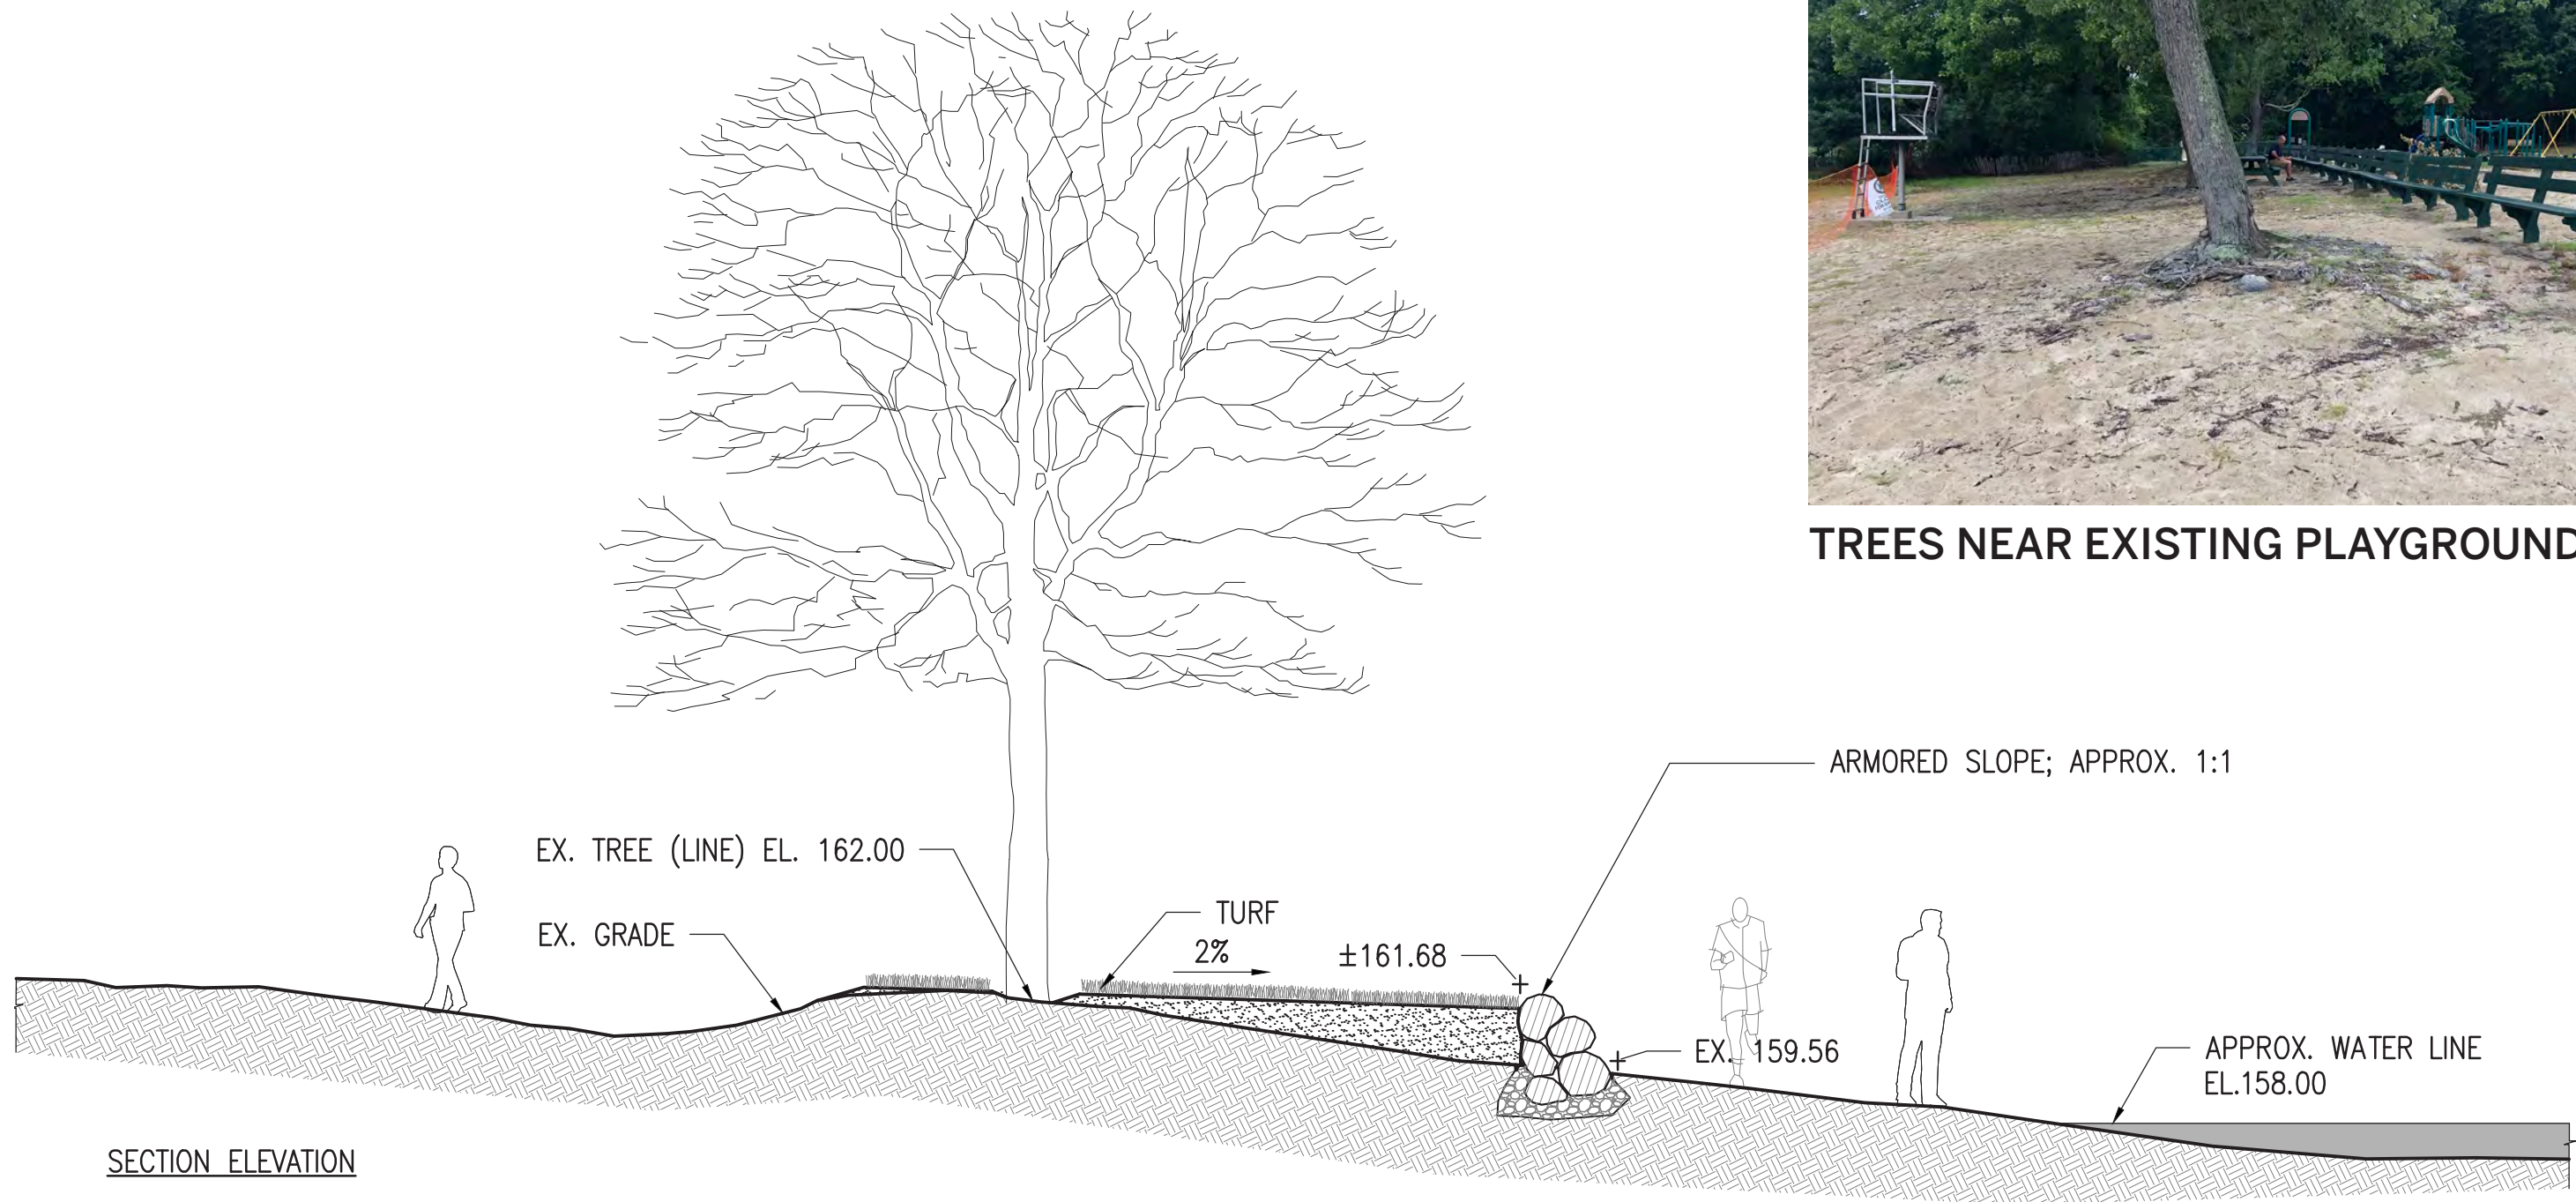 TREES NEAR EXISTING PLAYGROUND
ARMORED SLOPE; APPROX. 1:1
EX. TREE (LINE) EL. 162.00
EX. GRADE
TURF
2%
±161.68
EX. 159.56
APPROX. WATER LINE
EL.158.00
SECTION ELEVATION